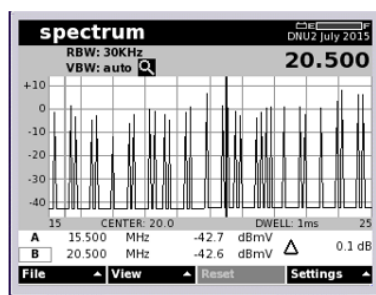 spectrum
E F
DNU2 July 2015
RBW: 30KHz
VBW: auto
20.500
+10
0
-10
-20
-30
-40
15 CENTER: 20.0 DWELL: 1ms 25
A 15.500 MHz -42.7 dBmV
B 20.500 MHz -42.6 dBmV
Δ 0.1 dB
File View Reset Settings